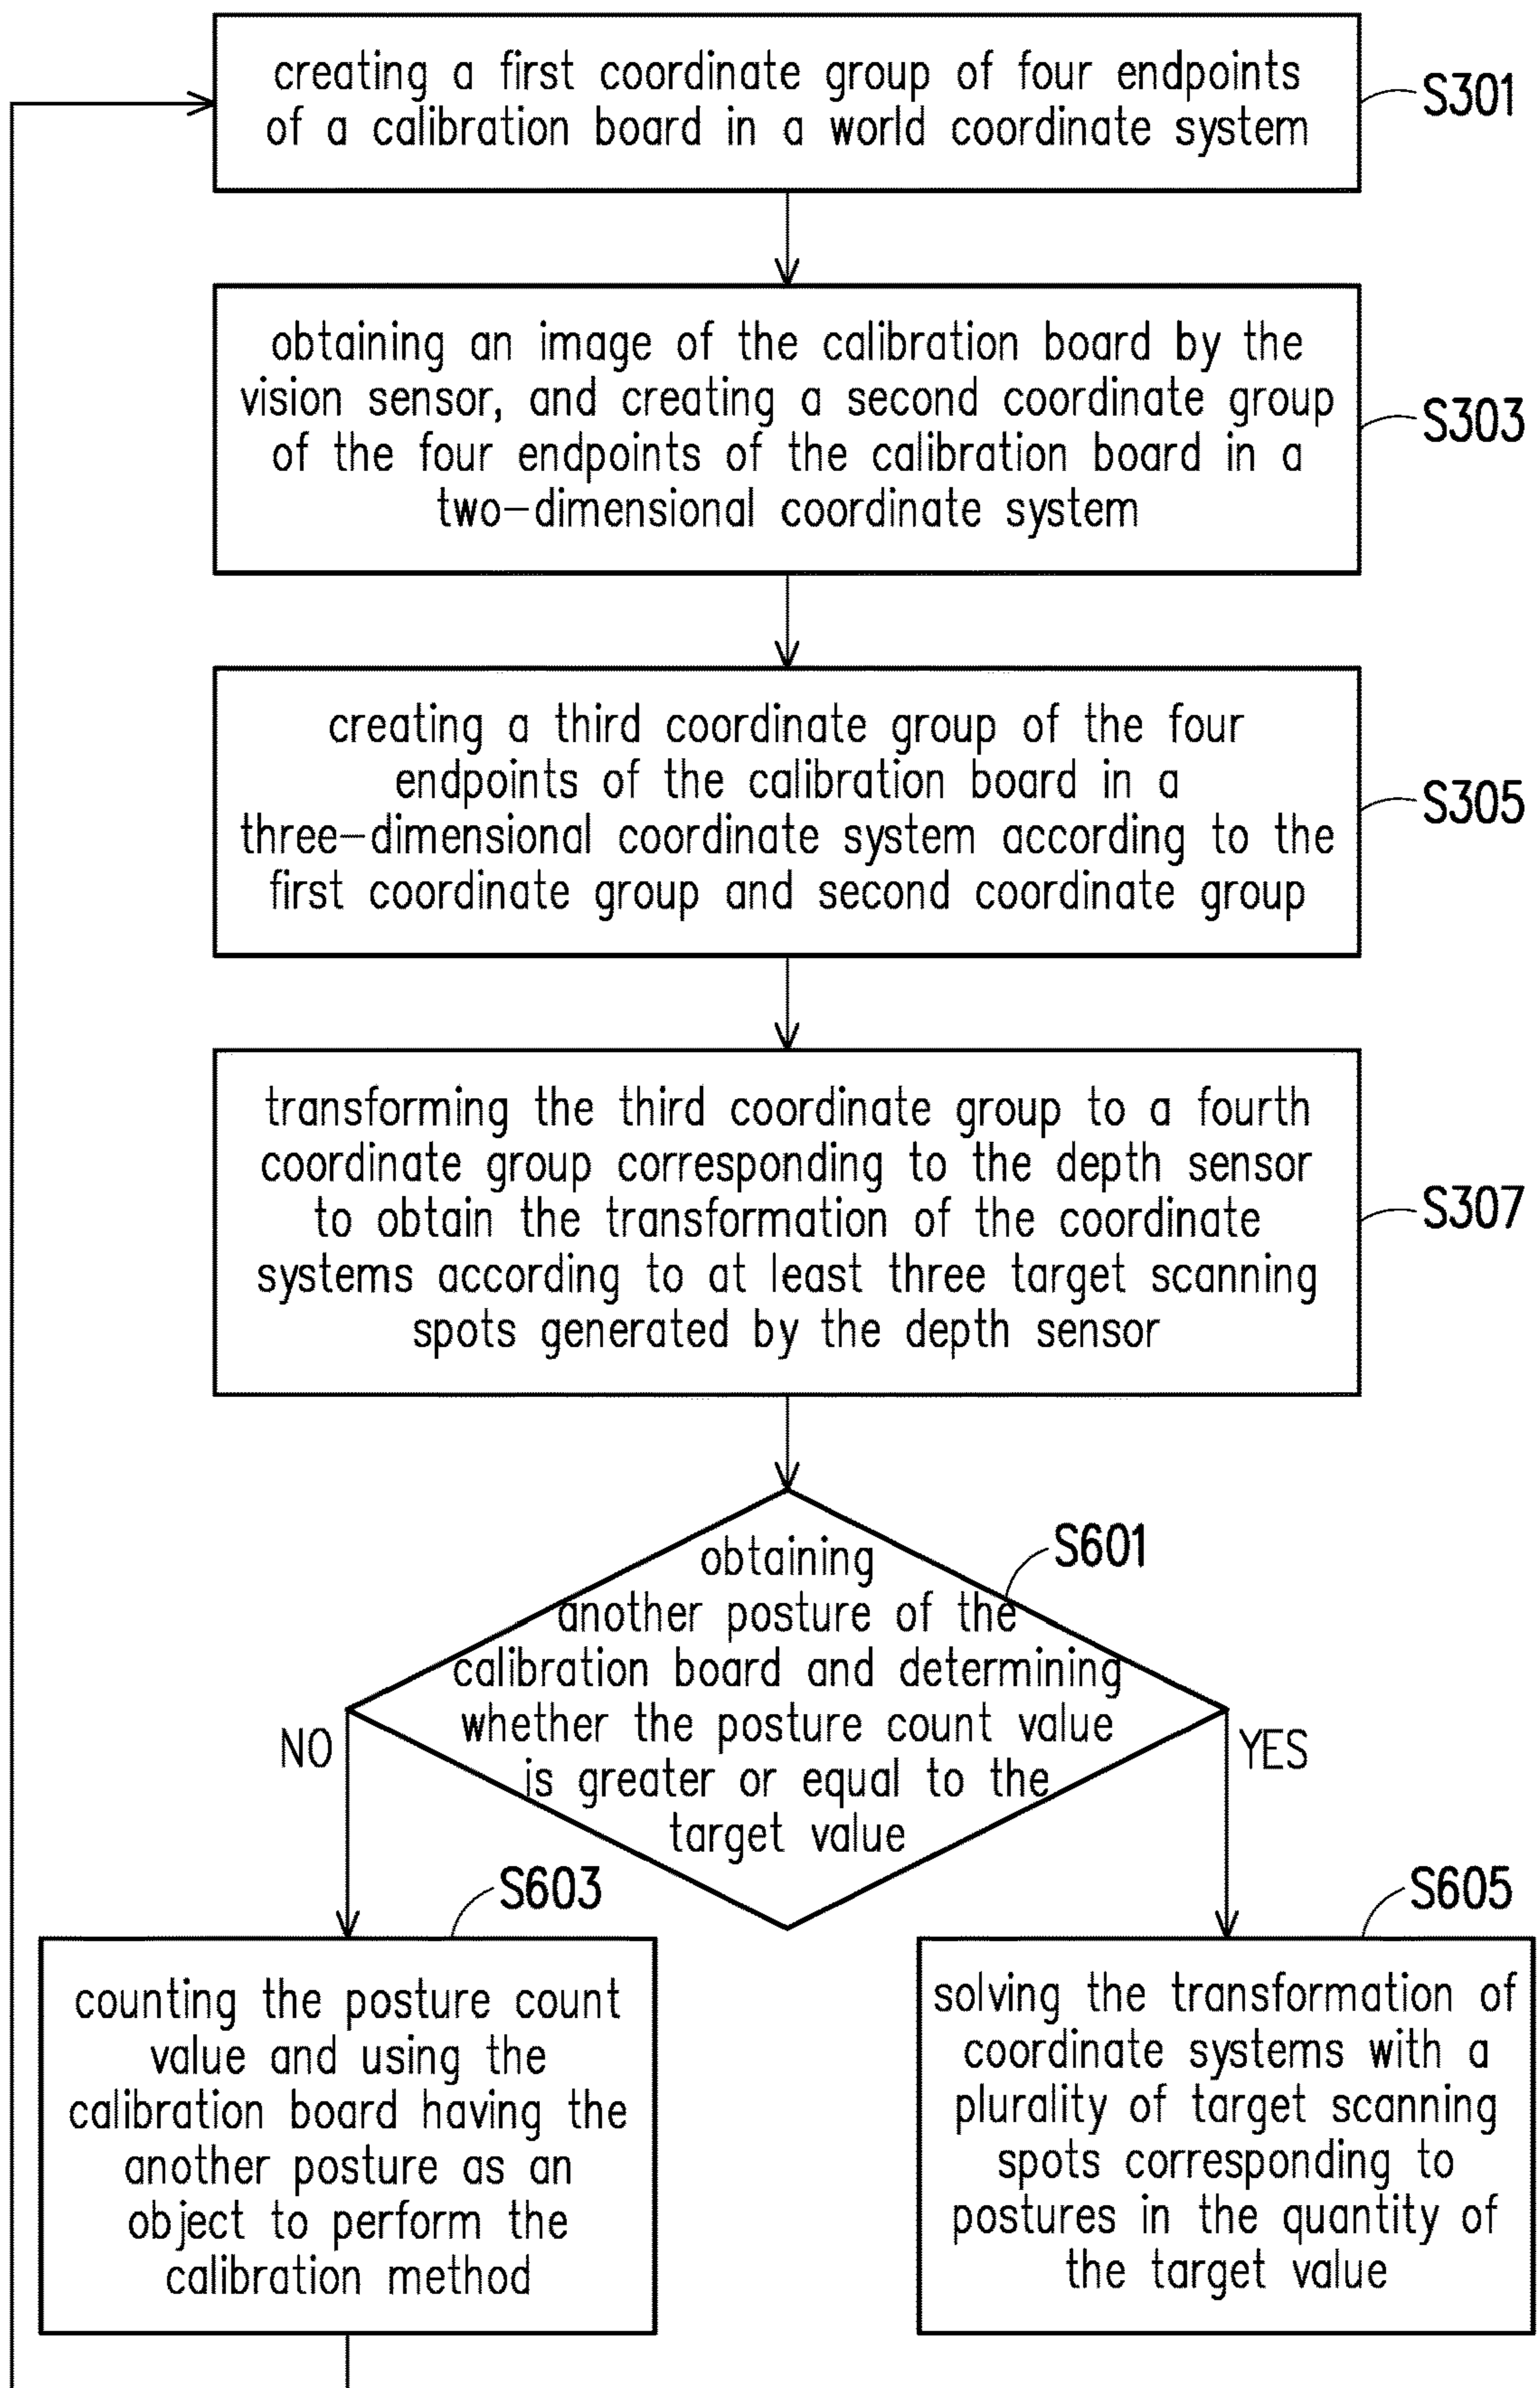 creating a first coordinate group of four endpoints
of a calibration board in a world coordinate system
S301
obtaining an image of the calibration board by the
vision sensor, and creating a second coordinate group
of the four endpoints of the calibration board in a
two-dimensional coordinate system
S303
creating a third coordinate group of the four
endpoints of the calibration board in a
three-dimensional coordinate system according to the
first coordinate group and second coordinate group
S305
transforming the third coordinate group to a fourth
coordinate group corresponding to the depth sensor
to obtain the transformation of the coordinate
systems according to at least three target scanning
spots generated by the depth sensor
S307
obtaining
another posture of the
calibration board and determining
whether the posture count value
is greater or equal to the
target value
S601
NO
YES
S603
counting the posture count
value and using the
calibration board having the
another posture as an
object to perform the
calibration method
S605
solving the transformation of
coordinate systems with a
plurality of target scanning
spots corresponding to
postures in the quantity of
the target value